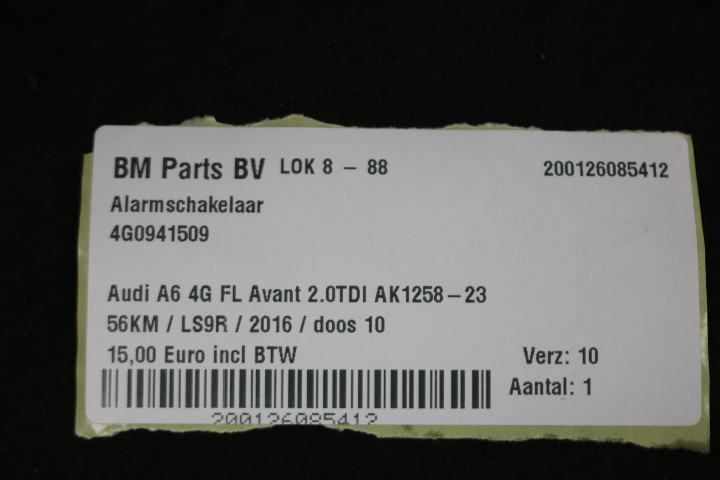 BM Parts BV LOK 8 – 88 200126085412
Alarmschakelaar
4G0941509
Audi A6 4G FL Avant 2.0TDI AK1258–23
56KM / LS9R / 2016 / doos 10
15,00 Euro incl BTW Verz: 10
Aantal: 1
200126085412